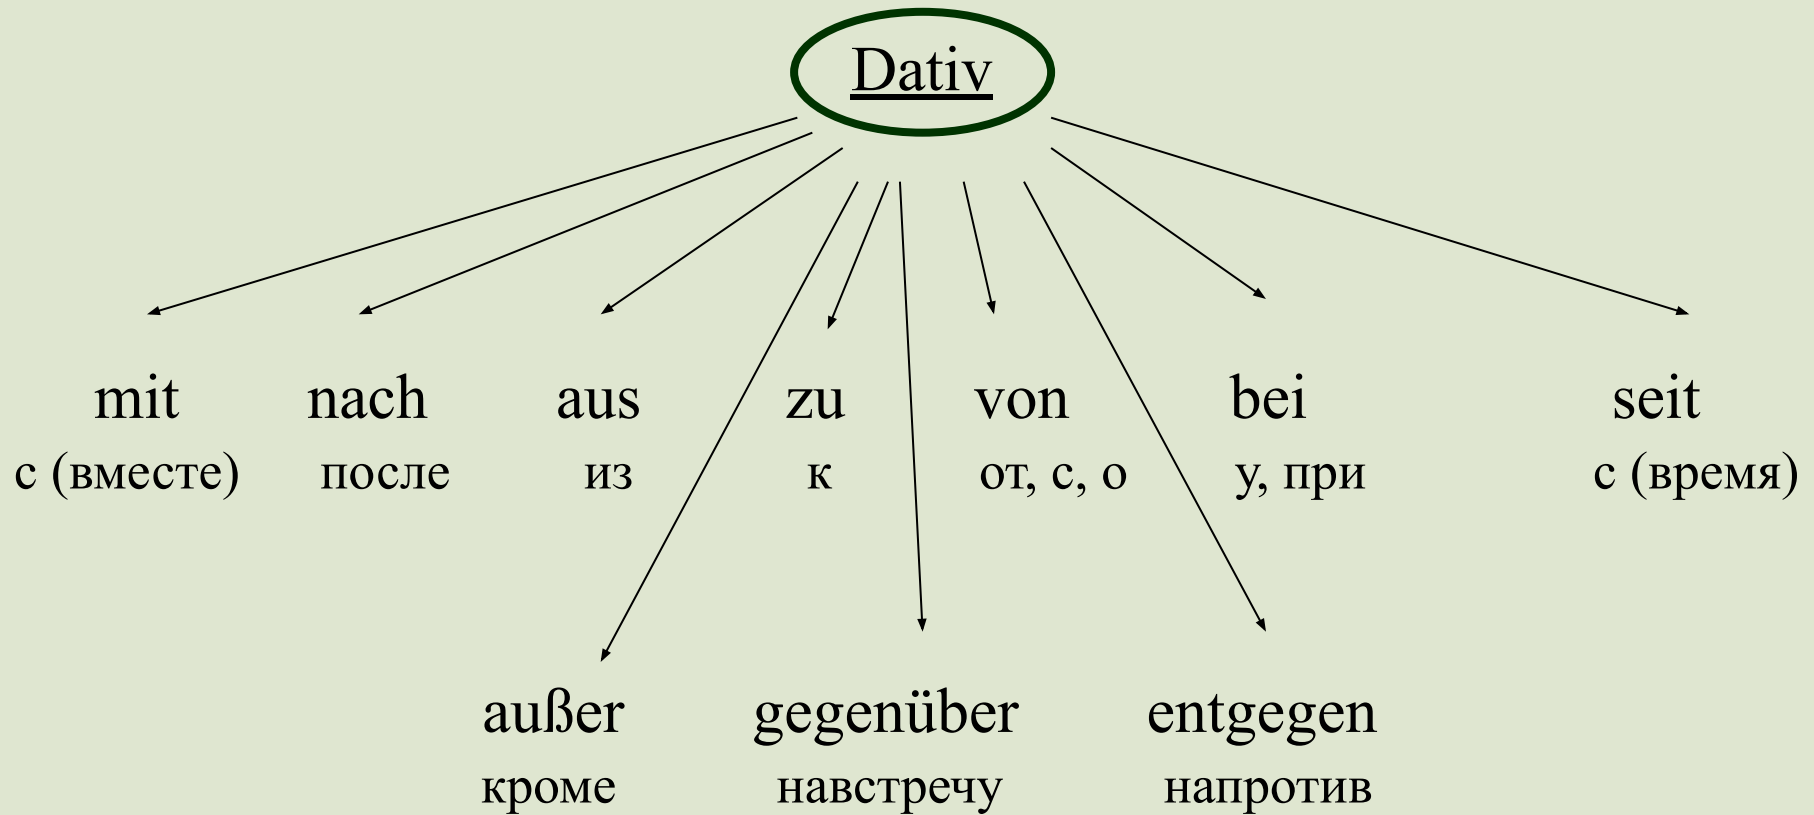 Dativ
mit nach aus zu von bei seit
с (вместе) после из к от, с, о у, при с (время)
außer gegenüber entgegen
кроме навстречу напротив